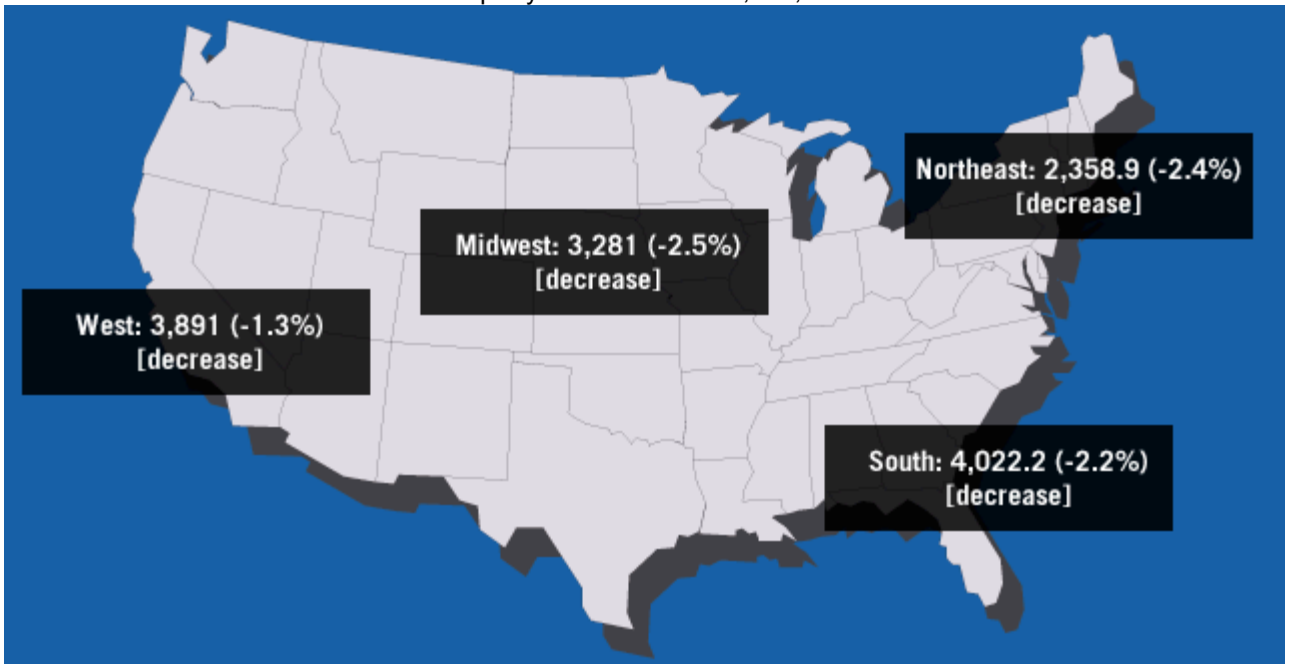 Northeast: 2,358.9 (-2.4%)
[decrease]
Midwest: 3,281 (-2.5%)
[decrease]
West: 3,891 (-1.3%)
[decrease]
South: 4,022.2 (-2.2%)
[decrease]